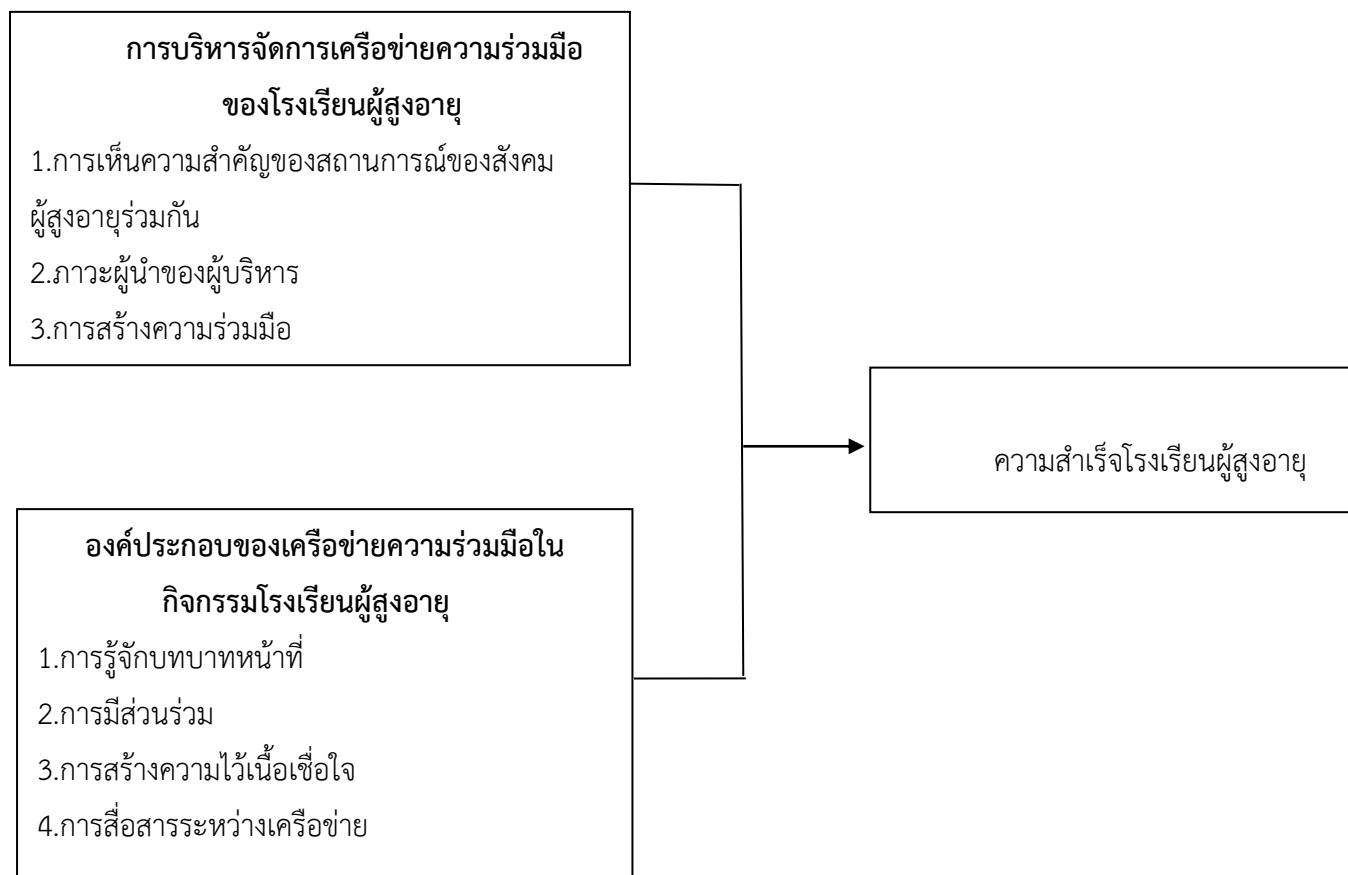 การบริหารจัดการเครือข่ายความร่วมมือ
ของโรงเรียนผู้สูงอายุ
1.การเห็นความสำคัญของสถานการณ์ของสังคม
ผู้สูงอายุร่วมกัน
2.ภาวะผู้นำของผู้บริหาร
3.การสร้างความร่วมมือ
ความสำเร็จโรงเรียนผู้สูงอายุ
องค์ประกอบของเครือข่ายความร่วมมือใน
กิจกรรมโรงเรียนผู้สูงอายุ
1.การรู้จักบทบาทหน้าที่
2.การมีส่วนร่วม
3.การสร้างความไว้เนื้อเชื่อใจ
4.การสื่อสารระหว่างเครือข่าย